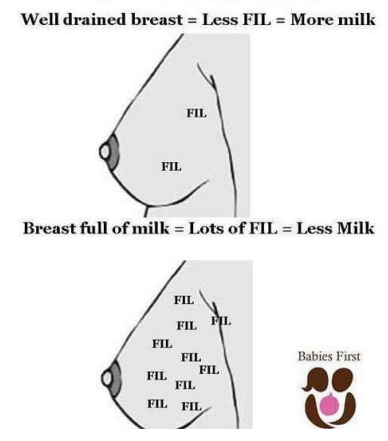 Well drained breast = Less FIL = More milk
FIL
FIL
Breast full of milk = Lots of FIL = Less Milk
FIL
FIL
FIL
FIL
FIL
FIL
FIL
FIL
FIL
FIL
Babies First